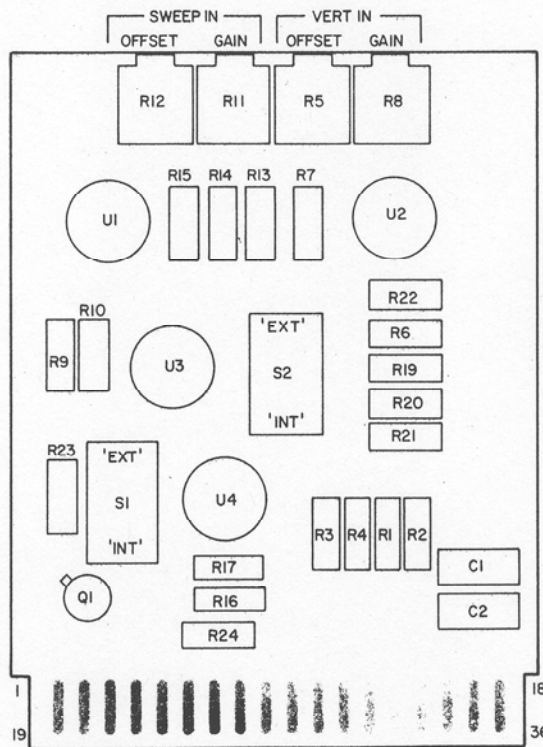 SWEEP IN VERT IN
OFFSET GAIN OFFSET GAIN
R12 R11 R5 R8
R15 R14 R13 R7
U1 U2
R22
R10 'EXT' R6
R9 U3 S2 R19
R20
'INT'
R21
R23 'EXT'
S1 U4
R3 R4 R1 R2
'INT'
R17 C1
Q1 R16
C2
R24
1 18
19 36